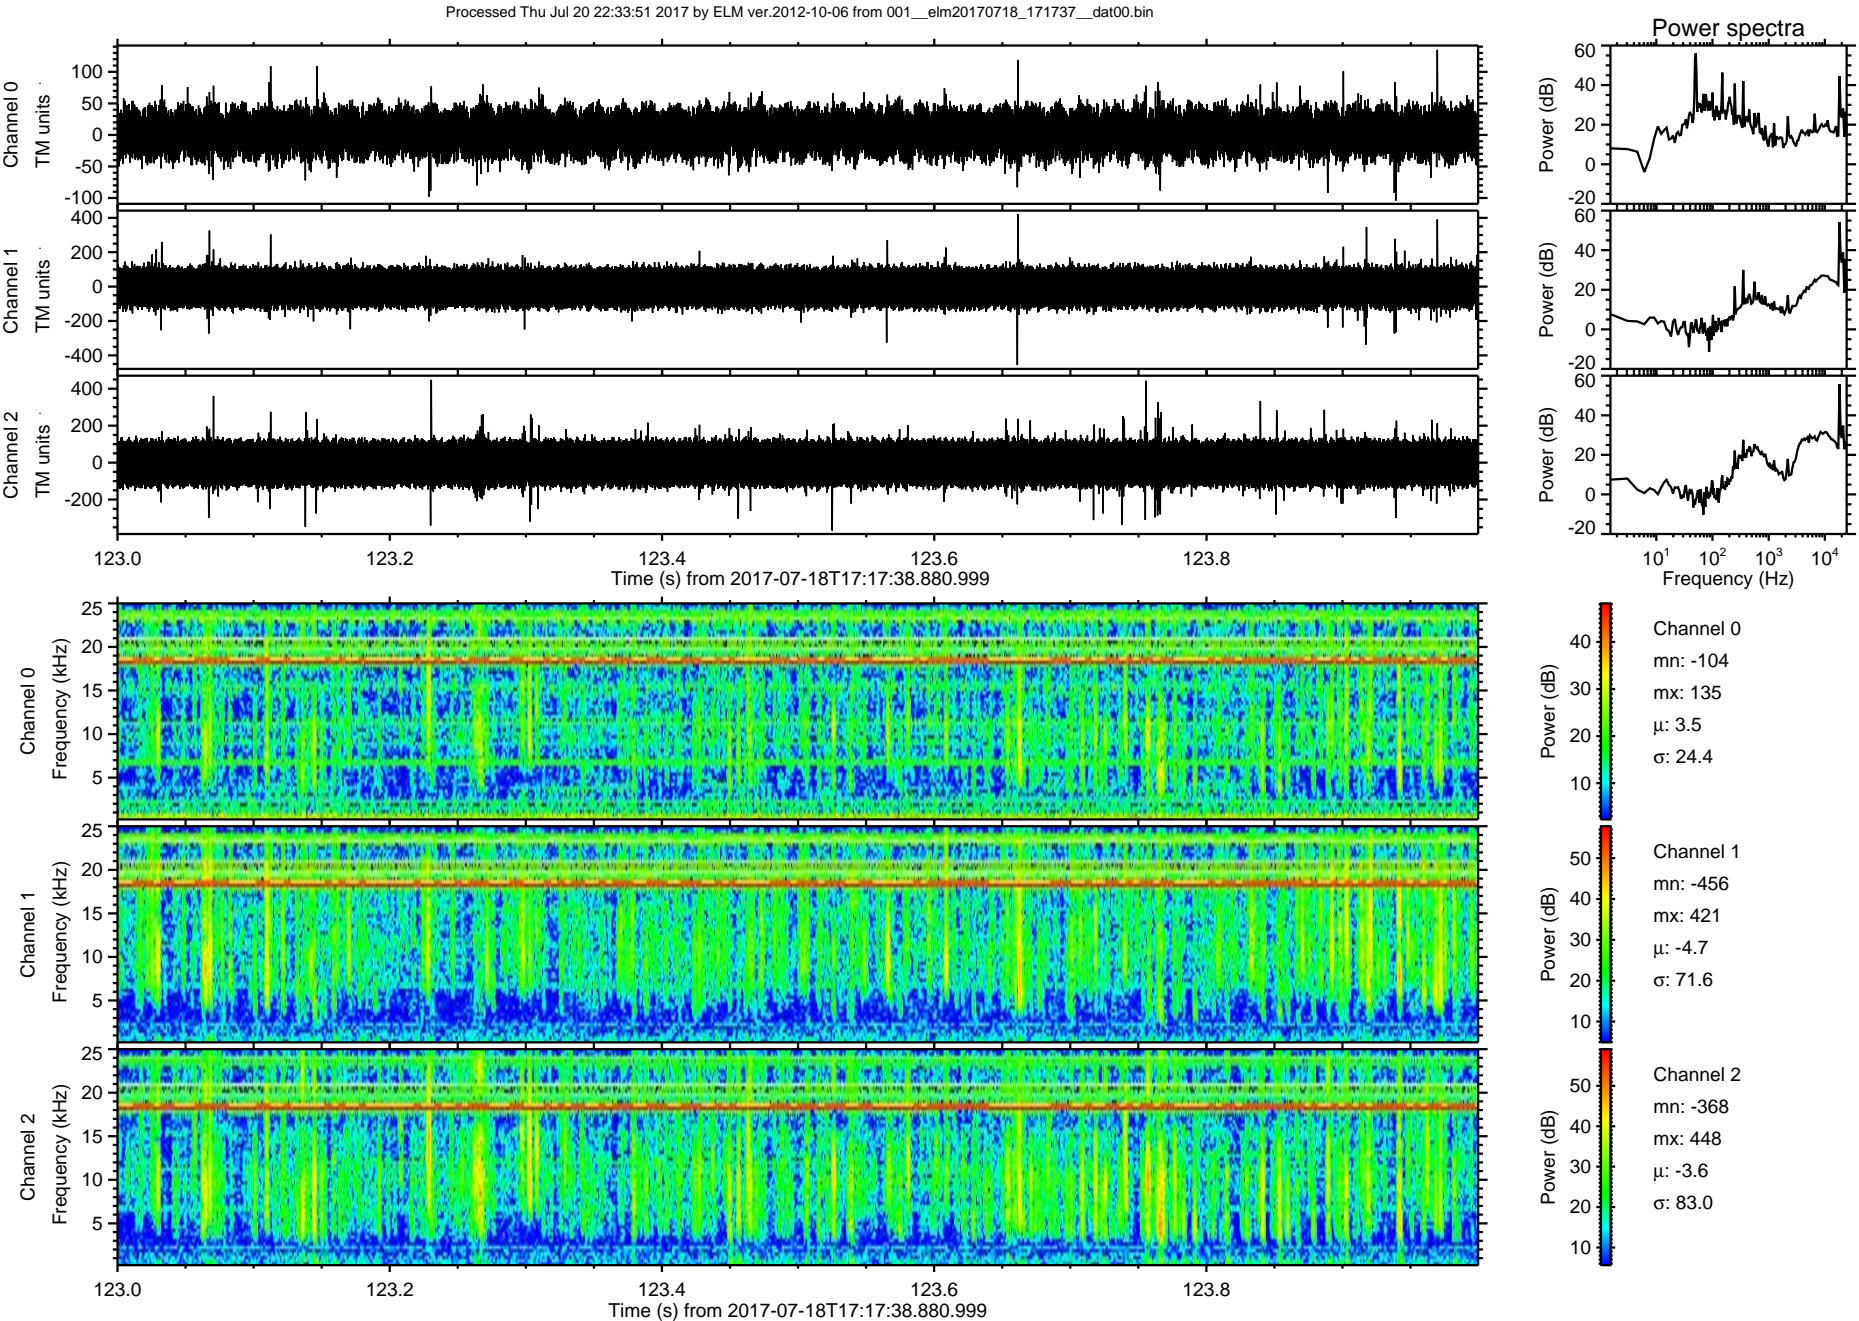 Processed Thu Jul 20 22:33:51 2017 by ELM ver.2012-10-06 from 001__elm20170718_171737__dat00.bin
Power spectra
Channel 0
TM units
100
50
0
-50
-100
Power (dB)
60
40
20
0
-20
Channel 1
TM units
400
200
0
-200
-400
Power (dB)
60
40
20
0
-20
Channel 2
TM units
400
200
0
-200
Power (dB)
60
40
20
0
-20
123.0 123.2 123.4 123.6 123.8
Time (s) from 2017-07-18T17:17:38.880.999
10^1 10^2 10^3 10^4
Frequency (Hz)
Channel 0
Frequency (kHz)
25
20
15
10
5
Power (dB)
40
30
20
10
Channel 0
mn: -104
mx: 135
μ: 3.5
σ: 24.4
Channel 1
Frequency (kHz)
25
20
15
10
5
Power (dB)
50
40
30
20
10
Channel 1
mn: -456
mx: 421
μ: -4.7
σ: 71.6
Channel 2
Frequency (kHz)
25
20
15
10
5
Power (dB)
50
40
30
20
10
Channel 2
mn: -368
mx: 448
μ: -3.6
σ: 83.0
123.0 123.2 123.4 123.6 123.8
Time (s) from 2017-07-18T17:17:38.880.999